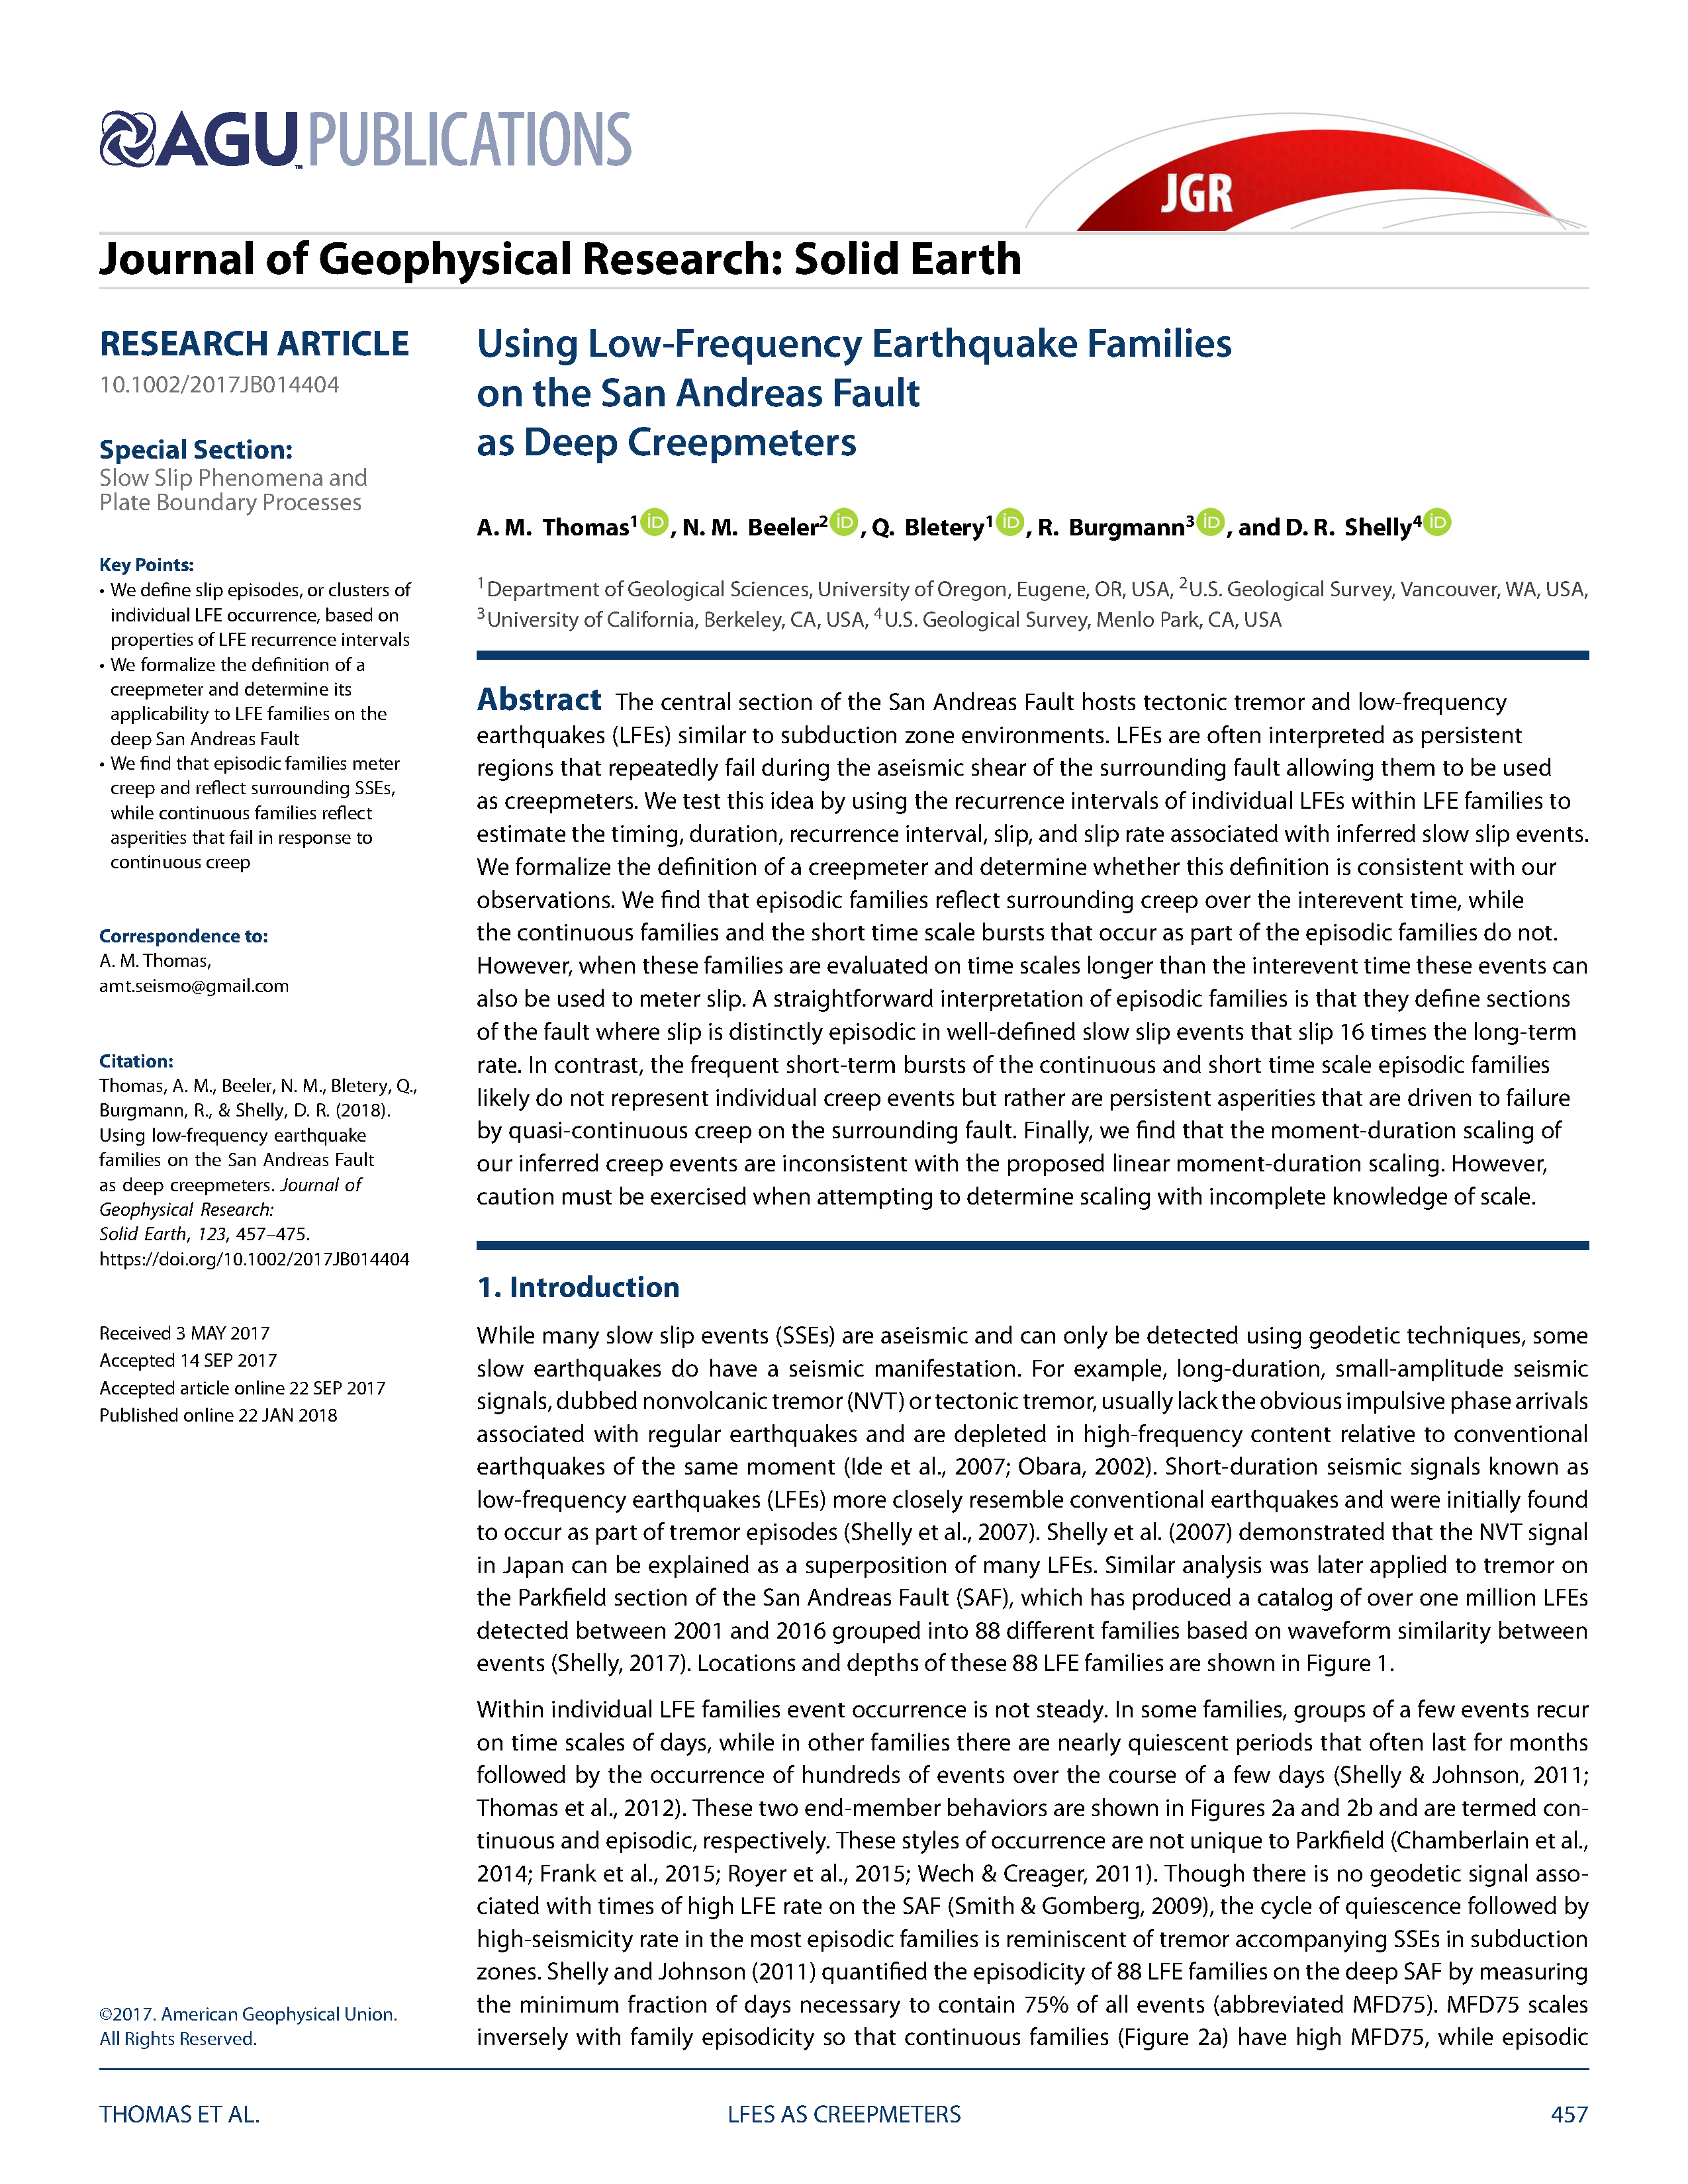 AGU PUBLICATIONS
JGR
Journal of Geophysical Research: Solid Earth
RESEARCH ARTICLE
10.1002/2017JB014404
Special Section:
Slow Slip Phenomena and
Plate Boundary Processes
Key Points:
• We define slip episodes, or clusters of
individual LFE occurrence, based on
properties of LFE recurrence intervals
• We formalize the definition of a
creepmeter and determine its
applicability to LFE families on the
deep San Andreas Fault
• We find that episodic families meter
creep and reflect surrounding SSEs,
while continuous families reflect
asperities that fail in response to
continuous creep
Correspondence to:
A. M. Thomas,
amt.seismo@gmail.com
Citation:
Thomas, A. M., Beeler, N. M., Bletery, Q.,
Burgmann, R., & Shelly, D. R. (2018).
Using low-frequency earthquake
families on the San Andreas Fault
as deep creepmeters. Journal of
Geophysical Research:
Solid Earth, 123, 457–475.
https://doi.org/10.1002/2017JB014404
Received 3 MAY 2017
Accepted 14 SEP 2017
Accepted article online 22 SEP 2017
Published online 22 JAN 2018
©2017. American Geophysical Union.
All Rights Reserved.
Using Low-Frequency Earthquake Families
on the San Andreas Fault
as Deep Creepmeters
A. M. Thomas1 iD, N. M. Beeler2 iD, Q. Bletery1 iD, R. Burgmann3 iD, and D. R. Shelly4 iD
1Department of Geological Sciences, University of Oregon, Eugene, OR, USA, 2U.S. Geological Survey, Vancouver, WA, USA,
3University of California, Berkeley, CA, USA, 4U.S. Geological Survey, Menlo Park, CA, USA
Abstract The central section of the San Andreas Fault hosts tectonic tremor and low-frequency
earthquakes (LFEs) similar to subduction zone environments. LFEs are often interpreted as persistent
regions that repeatedly fail during the aseismic shear of the surrounding fault allowing them to be used
as creepmeters. We test this idea by using the recurrence intervals of individual LFEs within LFE families to
estimate the timing, duration, recurrence interval, slip, and slip rate associated with inferred slow slip events.
We formalize the definition of a creepmeter and determine whether this definition is consistent with our
observations. We find that episodic families reflect surrounding creep over the interevent time, while
the continuous families and the short time scale bursts that occur as part of the episodic families do not.
However, when these families are evaluated on time scales longer than the interevent time these events can
also be used to meter slip. A straightforward interpretation of episodic families is that they define sections
of the fault where slip is distinctly episodic in well-defined slow slip events that slip 16 times the long-term
rate. In contrast, the frequent short-term bursts of the continuous and short time scale episodic families
likely do not represent individual creep events but rather are persistent asperities that are driven to failure
by quasi-continuous creep on the surrounding fault. Finally, we find that the moment-duration scaling of
our inferred creep events are inconsistent with the proposed linear moment-duration scaling. However,
caution must be exercised when attempting to determine scaling with incomplete knowledge of scale.
1. Introduction
While many slow slip events (SSEs) are aseismic and can only be detected using geodetic techniques, some
slow earthquakes do have a seismic manifestation. For example, long-duration, small-amplitude seismic
signals, dubbed nonvolcanic tremor (NVT) or tectonic tremor, usually lack the obvious impulsive phase arrivals
associated with regular earthquakes and are depleted in high-frequency content relative to conventional
earthquakes of the same moment (Ide et al., 2007; Obara, 2002). Short-duration seismic signals known as
low-frequency earthquakes (LFEs) more closely resemble conventional earthquakes and were initially found
to occur as part of tremor episodes (Shelly et al., 2007). Shelly et al. (2007) demonstrated that the NVT signal
in Japan can be explained as a superposition of many LFEs. Similar analysis was later applied to tremor on
the Parkfield section of the San Andreas Fault (SAF), which has produced a catalog of over one million LFEs
detected between 2001 and 2016 grouped into 88 different families based on waveform similarity between
events (Shelly, 2017). Locations and depths of these 88 LFE families are shown in Figure 1.
Within individual LFE families event occurrence is not steady. In some families, groups of a few events recur
on time scales of days, while in other families there are nearly quiescent periods that often last for months
followed by the occurrence of hundreds of events over the course of a few days (Shelly & Johnson, 2011;
Thomas et al., 2012). These two end-member behaviors are shown in Figures 2a and 2b and are termed con-
tinuous and episodic, respectively. These styles of occurrence are not unique to Parkfield (Chamberlain et al.,
2014; Frank et al., 2015; Royer et al., 2015; Wech & Creager, 2011). Though there is no geodetic signal asso-
ciated with times of high LFE rate on the SAF (Smith & Gomberg, 2009), the cycle of quiescence followed by
high-seismicity rate in the most episodic families is reminiscent of tremor accompanying SSEs in subduction
zones. Shelly and Johnson (2011) quantified the episodicity of 88 LFE families on the deep SAF by measuring
the minimum fraction of days necessary to contain 75% of all events (abbreviated MFD75). MFD75 scales
inversely with family episodicity so that continuous families (Figure 2a) have high MFD75, while episodic
THOMAS ET AL.
LFES AS CREEPMETERS
457